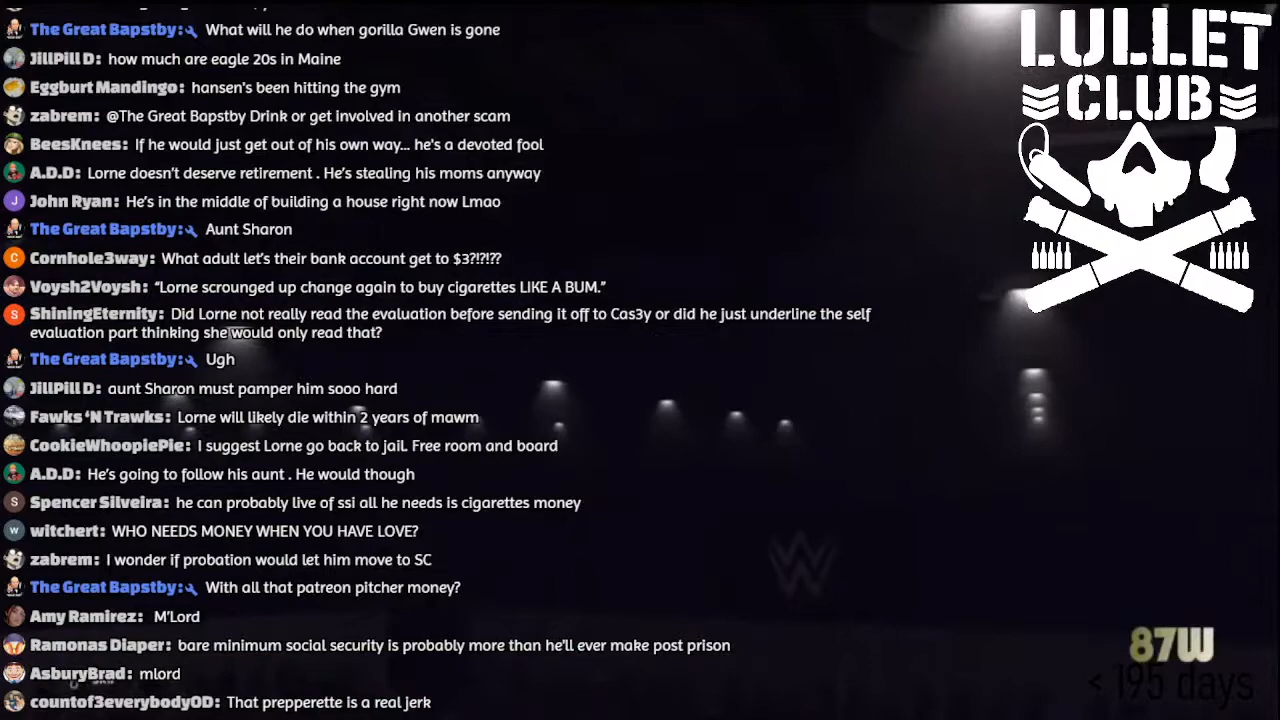 The Great Bapstby: What will he do when gorilla Gwen is gone
JillPill D: how much are eagle 20s in Maine
Eggburt Mandingo: hansen's been hitting the gym
zabrem: @The Great Bapstby Drink or get involved in another scam
BeesKnees: If he would just get out of his own way... he's a devoted fool
A.D.D: Lorne doesn't deserve retirement . He's stealing his moms anyway
J John Ryan: He's in the middle of building a house right now Lmao
The Great Bapstby: Aunt Sharon
C Cornhole3way: What adult let's their bank account get to $3?!?!??
Voysh2Voysh: “Lorne scrounged up change again to buy cigarettes LIKE A BUM.”
S ShiningEternity: Did Lorne not really read the evaluation before sending it off to Cas3y or did he just underline the self
evaluation part thinking she would only read that?
The Great Bapstby: Ugh
JillPill D: aunt Sharon must pamper him sooo hard
Fawks ‘N Trawks: Lorne will likely die within 2 years of mawm
CookieWhoopiePie: I suggest Lorne go back to jail. Free room and board
A.D.D: He's going to follow his aunt . He would though
S Spencer Silveira: he can probably live of ssi all he needs is cigarettes money
W witchert: WHO NEEDS MONEY WHEN YOU HAVE LOVE?
zabrem: I wonder if probation would let him move to SC
The Great Bapstby: With all that patreon pitcher money?
Amy Ramirez: M'Lord
Ramonas Diaper: bare minimum social security is probably more than he'll ever make post prison
AsburyBrad: mlord
countof3everybodyOD: That prepperette is a real jerk
LULLET
CLUB
W
87W
< 195 days